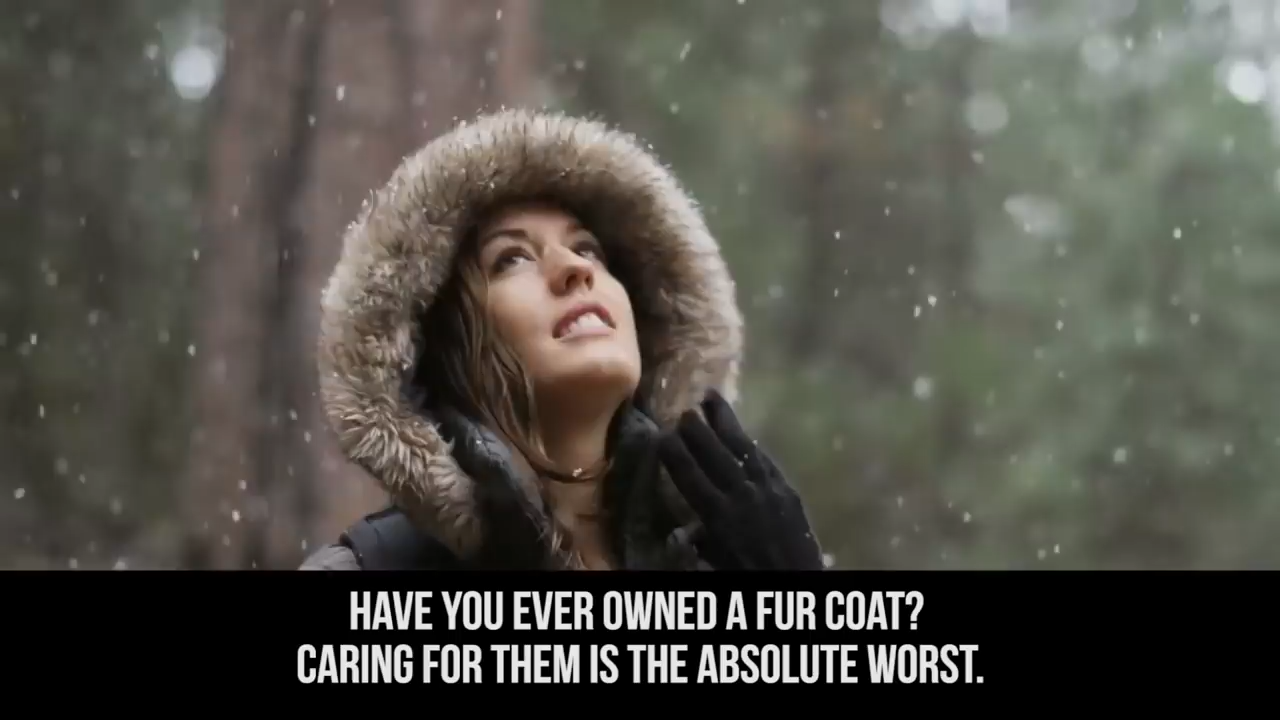 HAVE YOU EVER OWNED A FUR COAT?
CARING FOR THEM IS THE ABSOLUTE WORST.